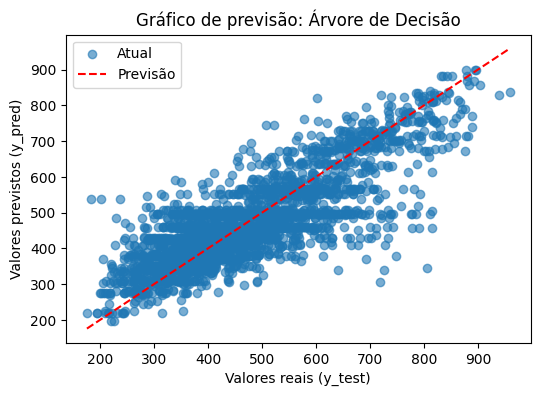 Gráfico de previsão: Árvore de Decisão
Atual
Previsão
Valores previstos (y_pred)
900
800
700
600
500
400
300
200
200 300 400 500 600 700 800 900
Valores reais (y_test)